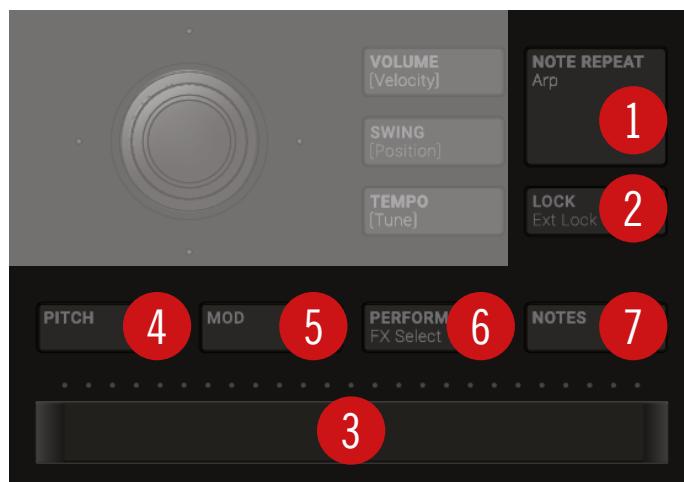 VOLUME
[Velocity]
NOTE REPEAT
Arp
1
SWING
[Position]
TEMPO
[Tune]
LOCK
Ext Lock
2
PITCH
4
MOD
5
PERFORM
FX Select
6
NOTES
7
3